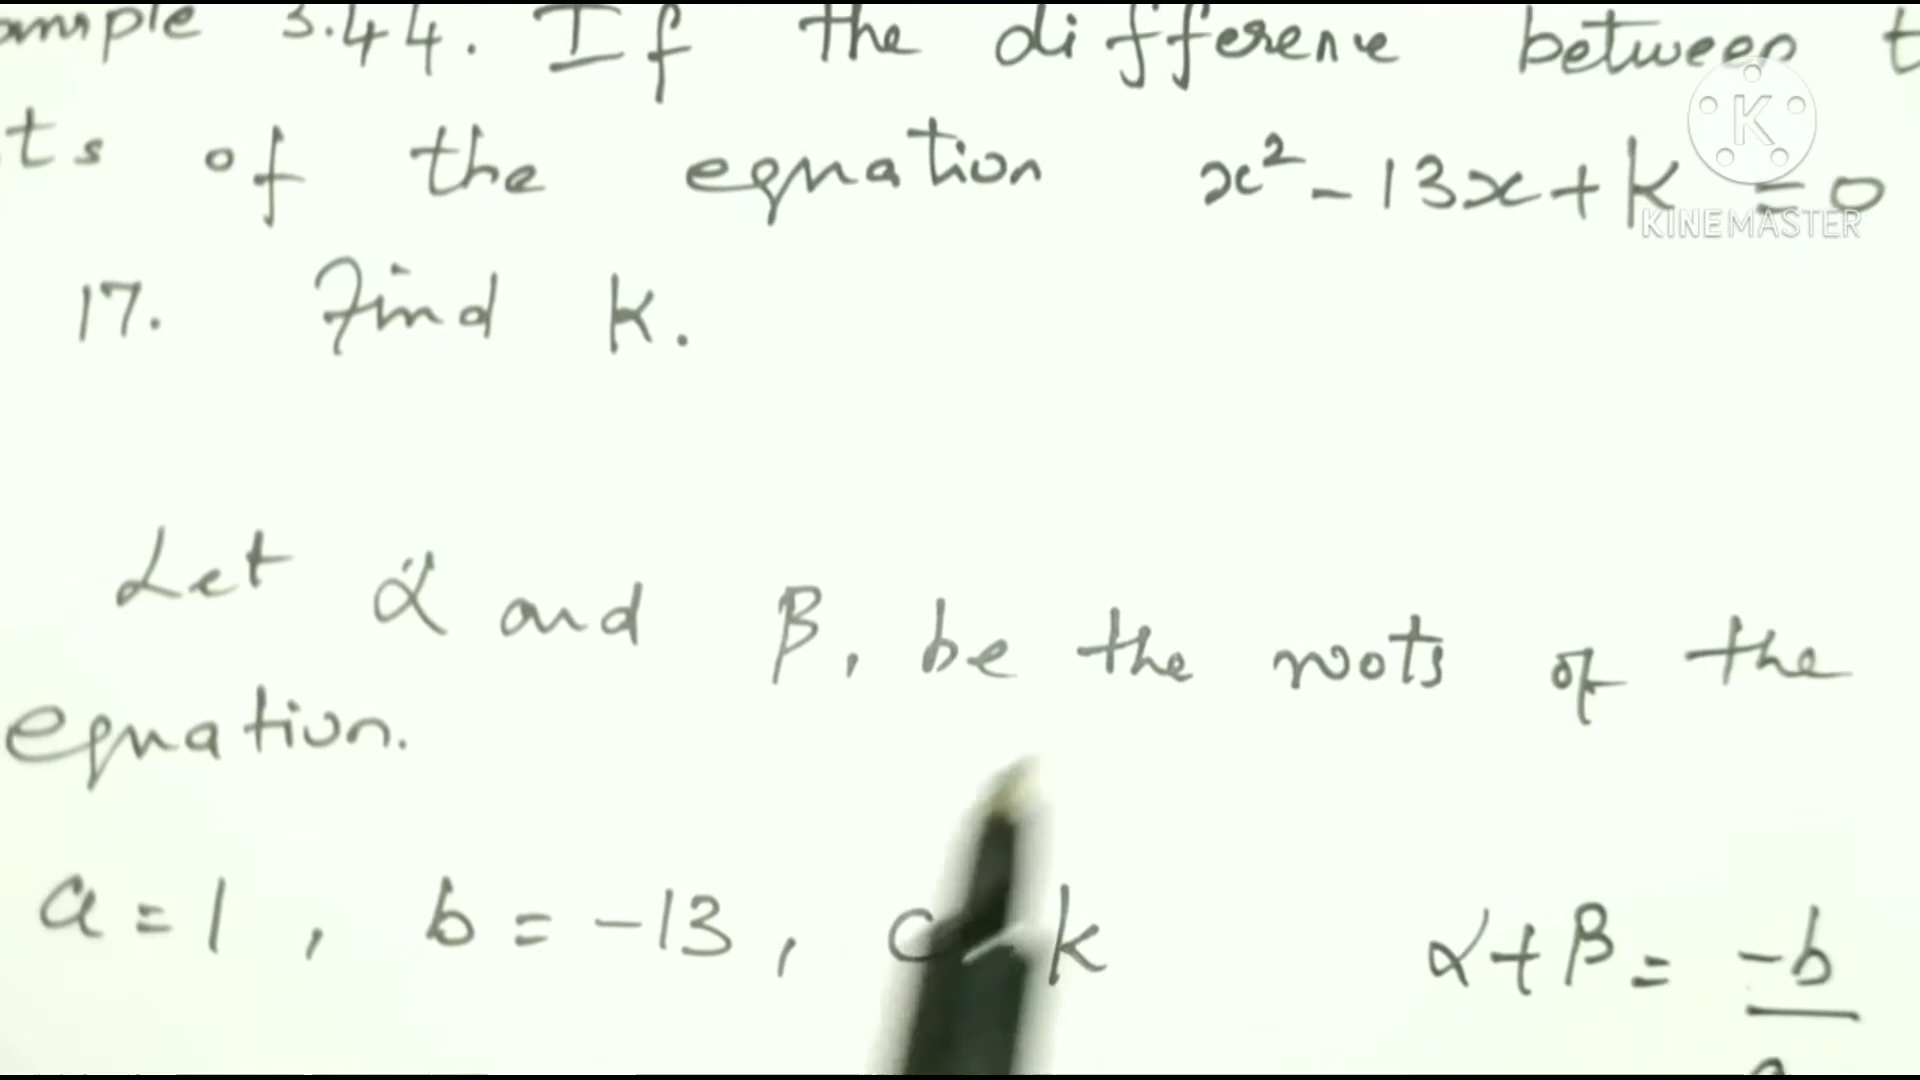 ample 3.44. If the difference between t
ts of the equation x² - 13x + k = 0
17. Find k.
K
KINEMASTER
Let α and β, be the roots of the
equation.
a = 1 , b = -13 , c = k
α + β = -b